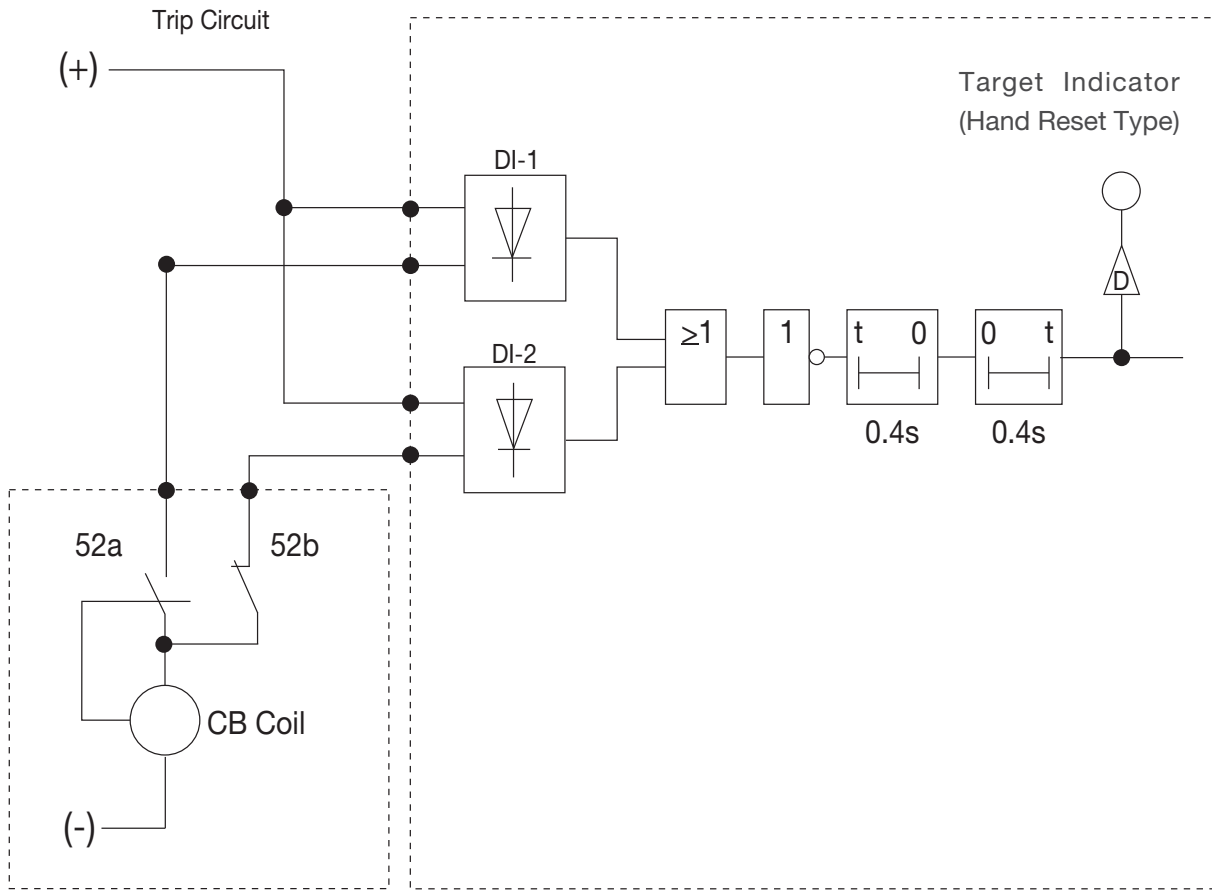 Trip Circuit
(+)
Target Indicator
(Hand Reset Type)
DI-1
D
≥1
1
t 0
0 t
DI-2
0.4s
0.4s
52a
52b
CB Coil
(-)